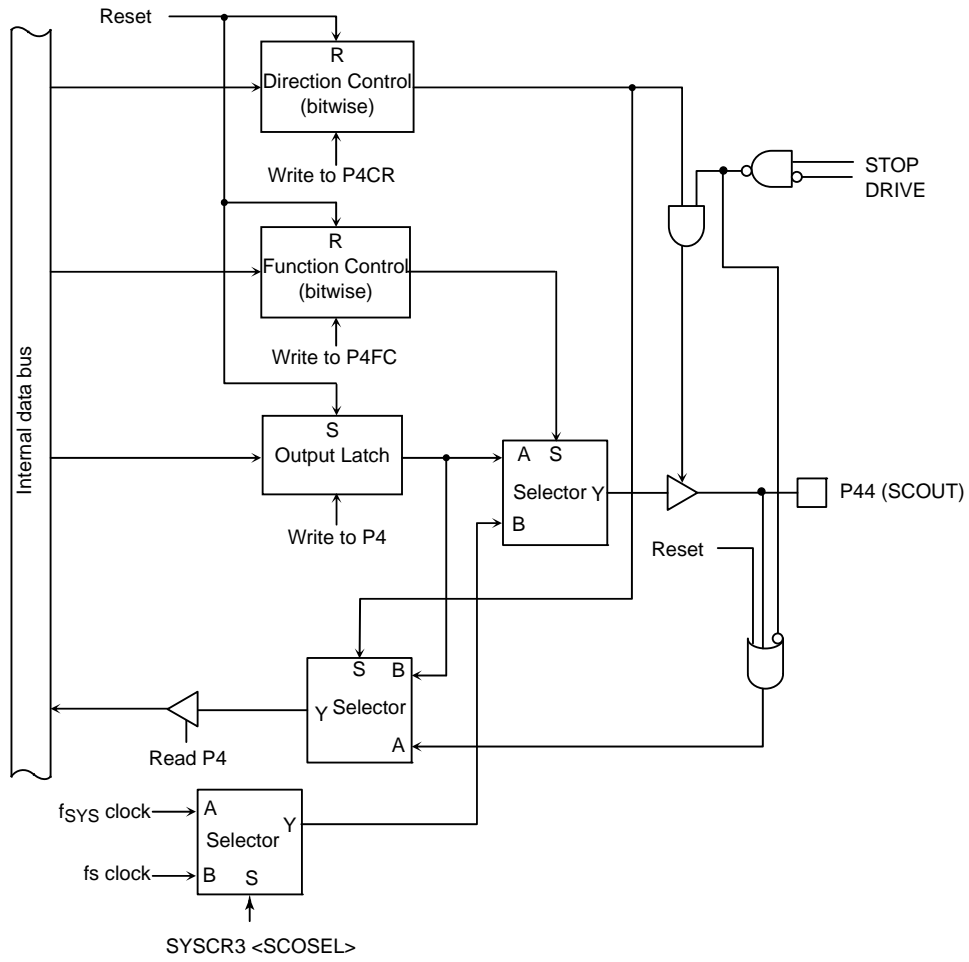 Reset
R
Direction Control
(bitwise)
Write to P4CR
STOP
DRIVE
R
Function Control
(bitwise)
Write to P4FC
Internal data bus
S
Output Latch
Write to P4
A S
Selector Y
B
P44 (SCOUT)
Reset
S B
Y Selector
A
Read P4
fSYS clock
fs clock
A
Y
Selector
B S
SYSCR3 <SCOSEL>